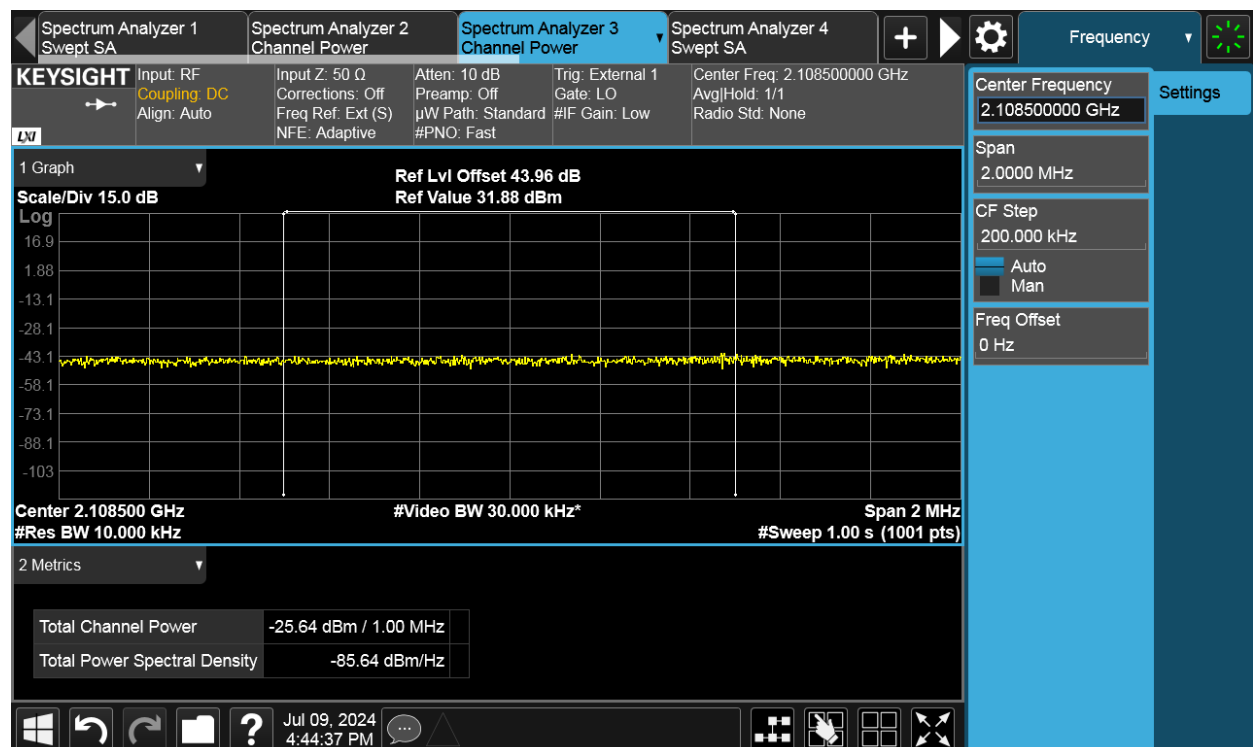 Spectrum Analyzer 1
Swept SA
Spectrum Analyzer 2
Channel Power
Spectrum Analyzer 3
Channel Power
Spectrum Analyzer 4
Swept SA
Frequency
KEYSIGHT
LXI
Input: RF
Coupling: DC
Align: Auto
Input Z: 50 Ω
Corrections: Off
Freq Ref: Ext (S)
NFE: Adaptive
Atten: 10 dB
Preamp: Off
µW Path: Standard
#PNO: Fast
Trig: External 1
Gate: LO
#IF Gain: Low
Center Freq: 2.108500000 GHz
Avg|Hold: 1/1
Radio Std: None
Center Frequency
2.108500000 GHz
Settings
Span
2.0000 MHz
CF Step
200.000 kHz
Auto
Man
Freq Offset
0 Hz
1 Graph
Scale/Div 15.0 dB
Ref Lvl Offset 43.96 dB
Ref Value 31.88 dBm
Log
16.9
1.88
-13.1
-28.1
-43.1
-58.1
-73.1
-88.1
-103
Center 2.108500 GHz
#Res BW 10.000 kHz
#Video BW 30.000 kHz*
Span 2 MHz
#Sweep 1.00 s (1001 pts)
2 Metrics
Total Channel Power -25.64 dBm / 1.00 MHz
Total Power Spectral Density -85.64 dBm/Hz
?
Jul 09, 2024
4:44:37 PM